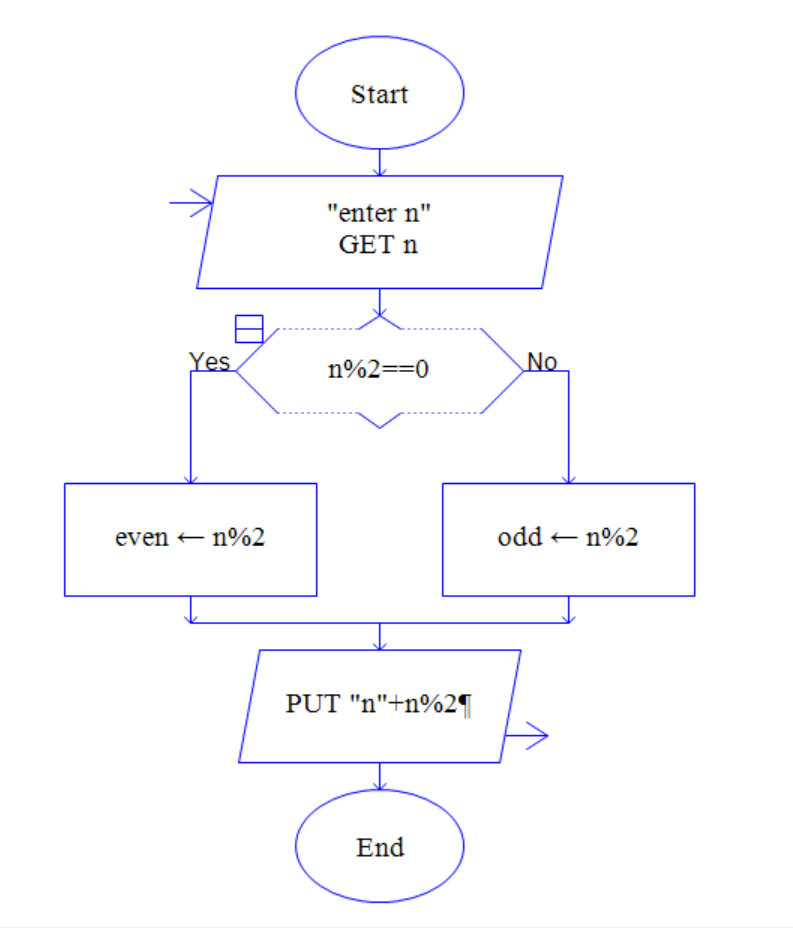 Start
"enter n"
GET n
Yes
n%2==0
No
even ← n%2
odd ← n%2
PUT "n"+n%2¶
End